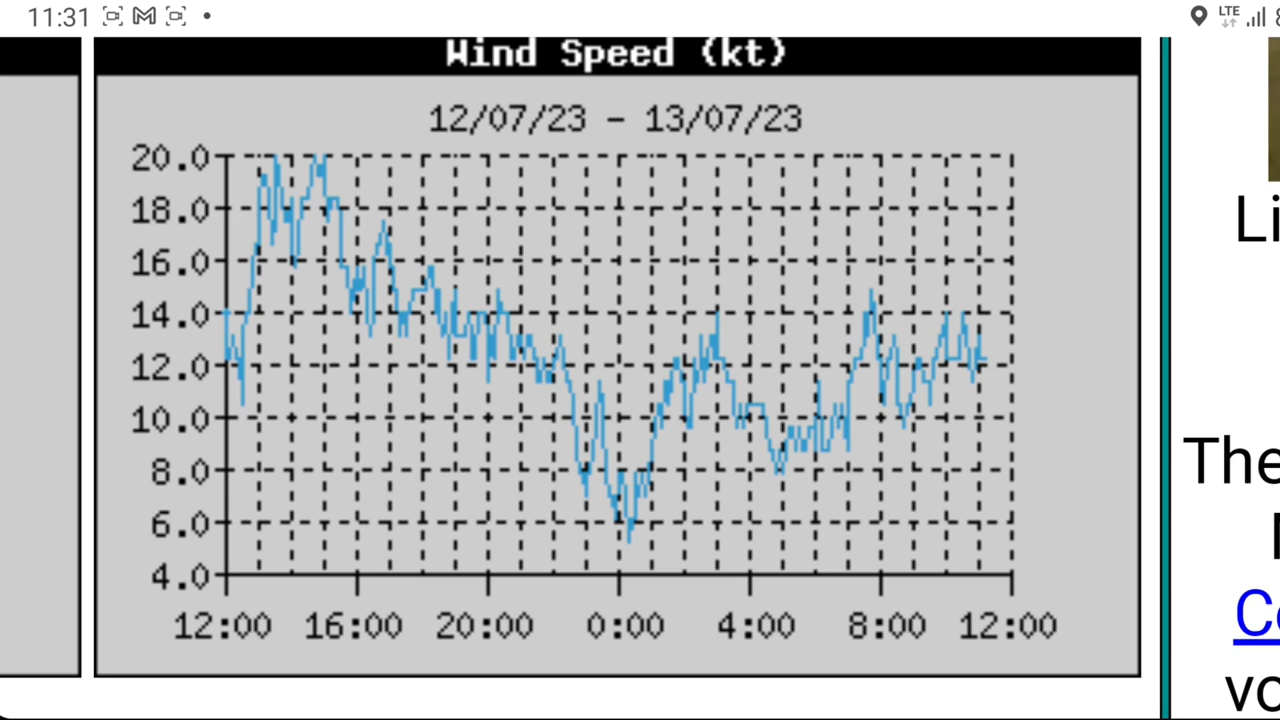 11:31
LTE
Wind Speed (kt)
12/07/23 - 13/07/23
20.0
18.0
16.0
14.0
12.0
10.0
8.0
6.0
4.0
12:00 16:00 20:00 0:00 4:00 8:00 12:00
Li
The